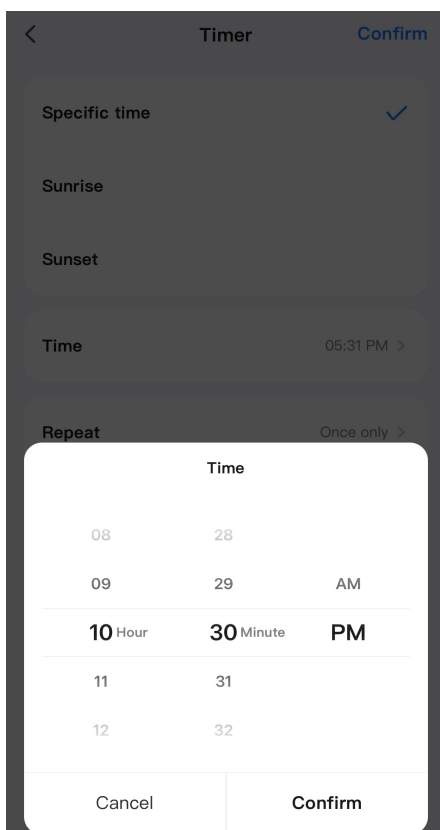 Timer Confirm
Specific time
Sunrise
Sunset
Time 05:31 PM
Repeat Once only
Time
08 28
09 29 AM
10 Hour 30 Minute PM
11 31
12 32
Cancel Confirm